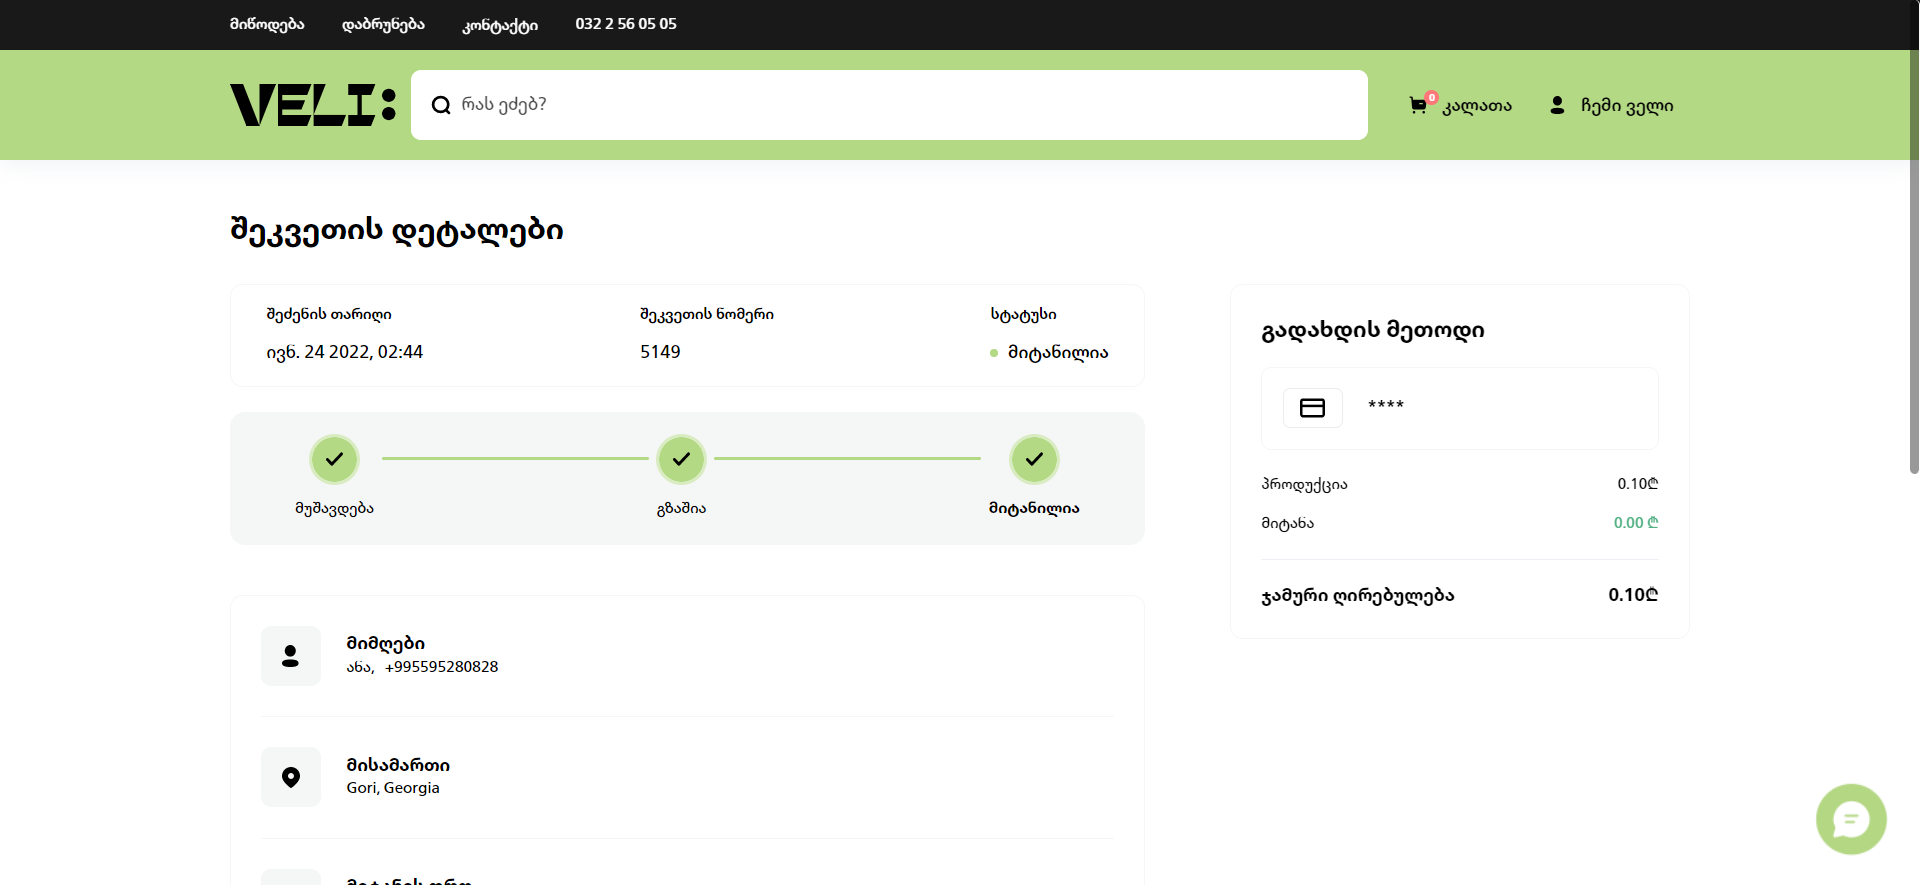 მიწოდება დაბრუნება კონტაქტი 032 2 56 05 05
VELI:
რას ეძებ?
0 კალათა ჩემი ველი
შეკვეთის დეტალები
შეძენის თარიღი შეკვეთის ნომერი სტატუსი
ივნ. 24 2022, 02:44 5149 მიტანილია
მუშავდება გზაშია მიტანილია
მიმღები
ანა, +995595280828
მისამართი
Gori, Georgia
მიტანის დრო
გადახდის მეთოდი
****
პროდუქცია 0.10₾
მიტანა 0.00 ₾
ჯამური ღირებულება 0.10₾